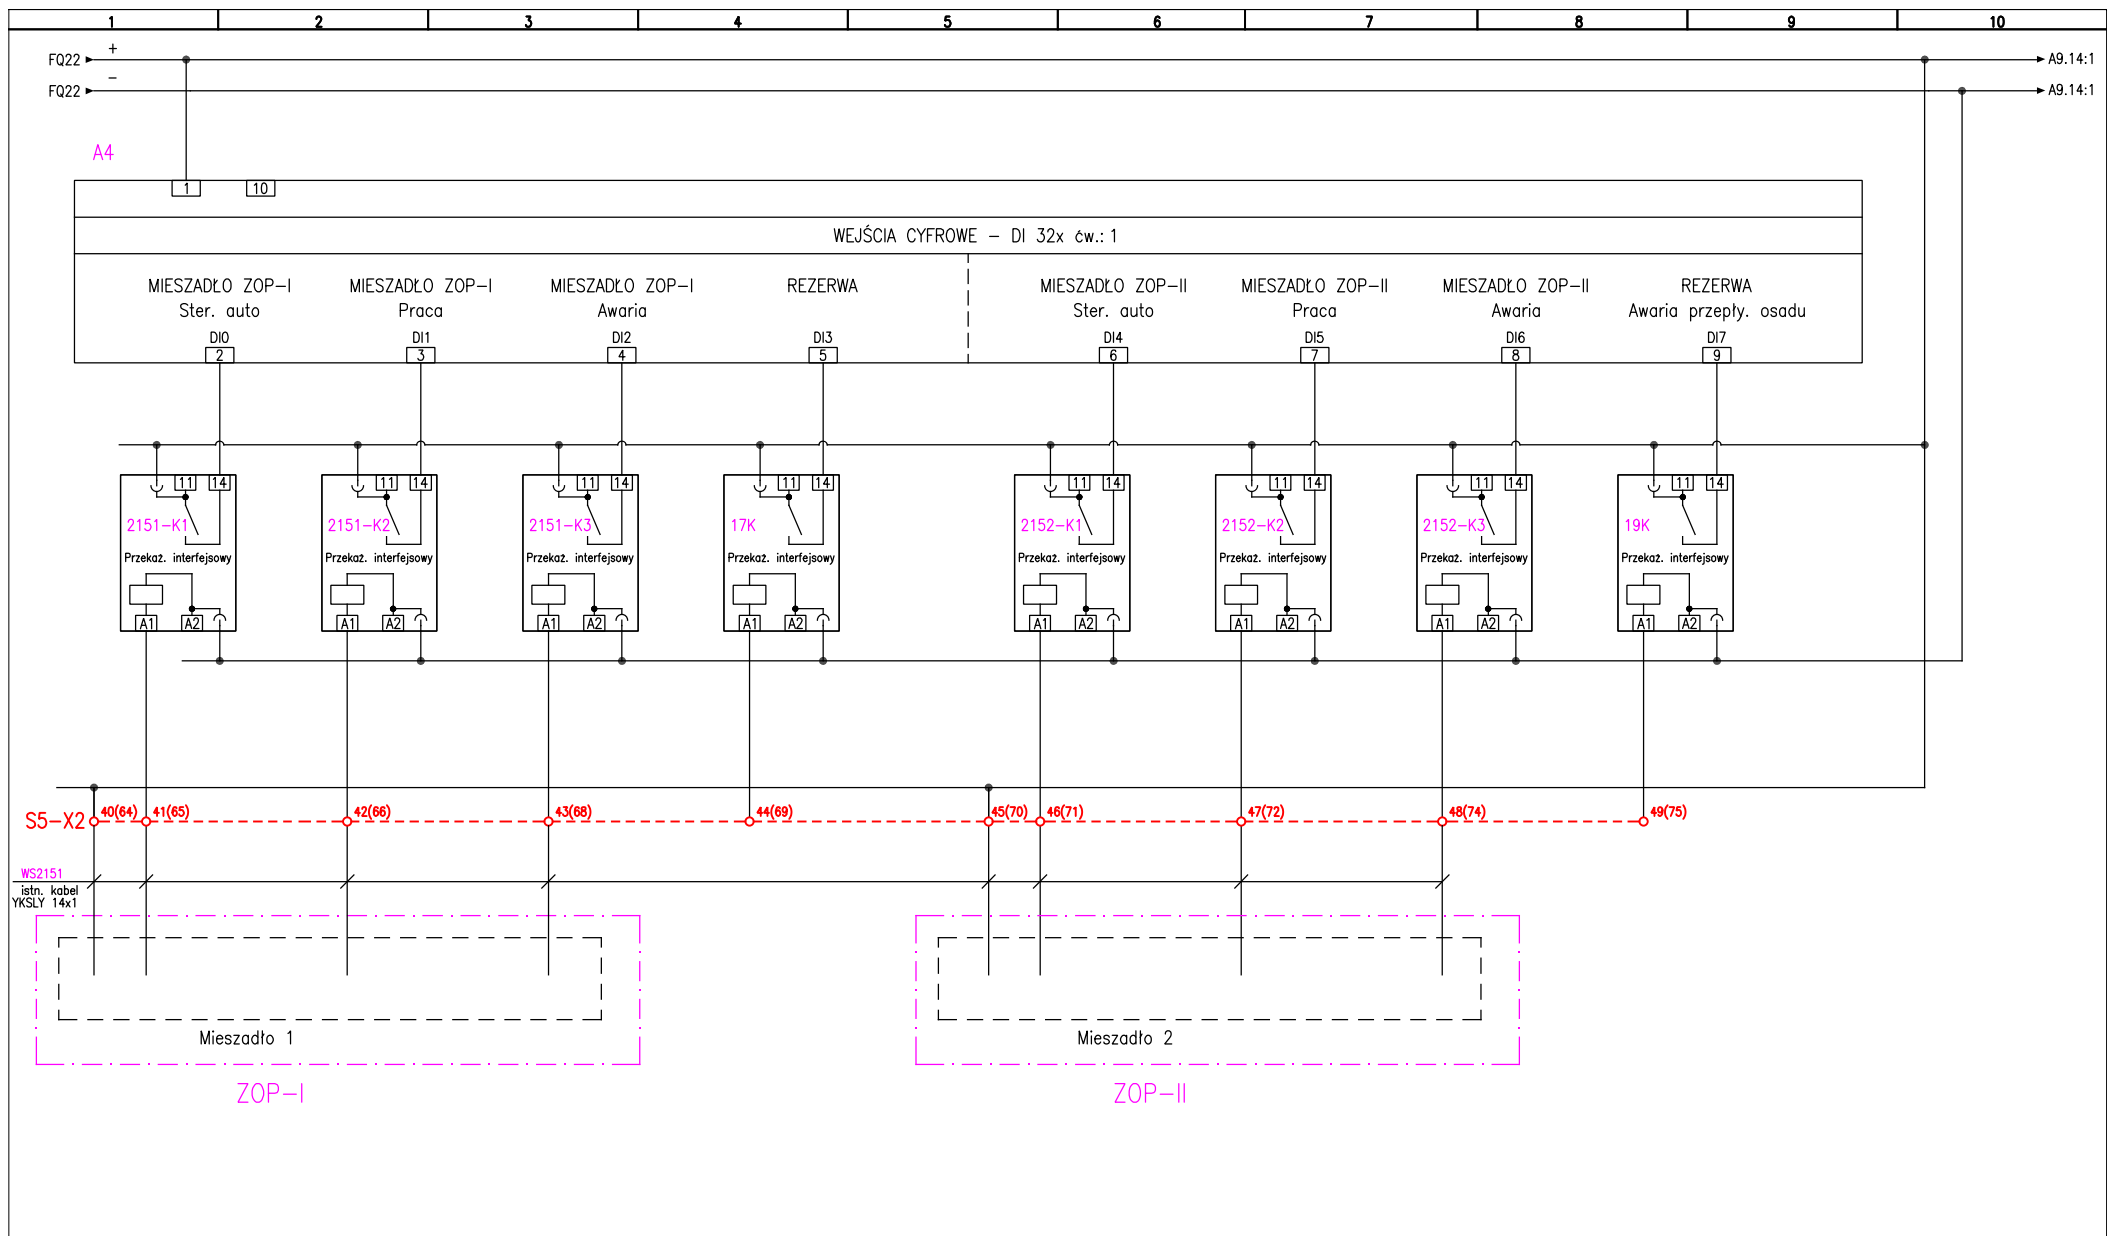 1 2 3 4 5 6 7 8 9 10
+
FQ22 A9.14:1
−
FQ22 A9.14:1
A4
1 10
WEJŚCIA CYFROWE − DI 32x ćw.: 1
MIESZADŁO ZOP−I MIESZADŁO ZOP−I MIESZADŁO ZOP−I REZERWA MIESZADŁO ZOP−II MIESZADŁO ZOP−II MIESZADŁO ZOP−II REZERWA
Ster. auto Praca Awaria Ster. auto Praca Awaria Awaria przepły. osadu
DI0 DI1 DI2 DI3 DI4 DI5 DI6 DI7
2 3 4 5 6 7 8 9
11 14 11 14 11 14 11 14 11 14 11 14 11 14 11 14
2151−K1 2151−K2 2151−K3 17K 2152−K1 2152−K2 2152−K3 19K
Przekaż. interfejsowy Przekaż. interfejsowy Przekaż. interfejsowy Przekaż. interfejsowy Przekaż. interfejsowy Przekaż. interfejsowy Przekaż. interfejsowy Przekaż. interfejsowy
A1 A2 A1 A2 A1 A2 A1 A2 A1 A2 A1 A2 A1 A2 A1 A2
S5−X2 40(64) 41(65) 42(66) 43(68) 44(69) 45(70) 46(71) 47(72) 48(74) 49(75)
WS2151
istn. kabel
YKSLY 14x1
Mieszadło 1 Mieszadło 2
ZOP−I ZOP−II